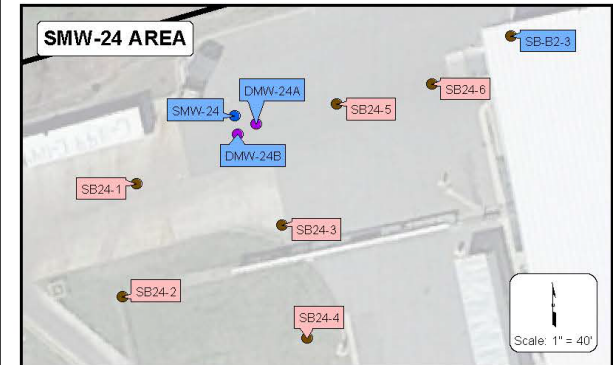 SMW-24 AREA
SB-B2-3
DMW-24A
SB24-6
SMW-24
SB24-5
DMW-24B
SB24-1
SB24-3
SB24-2
SB24-4
Scale: 1" = 40'